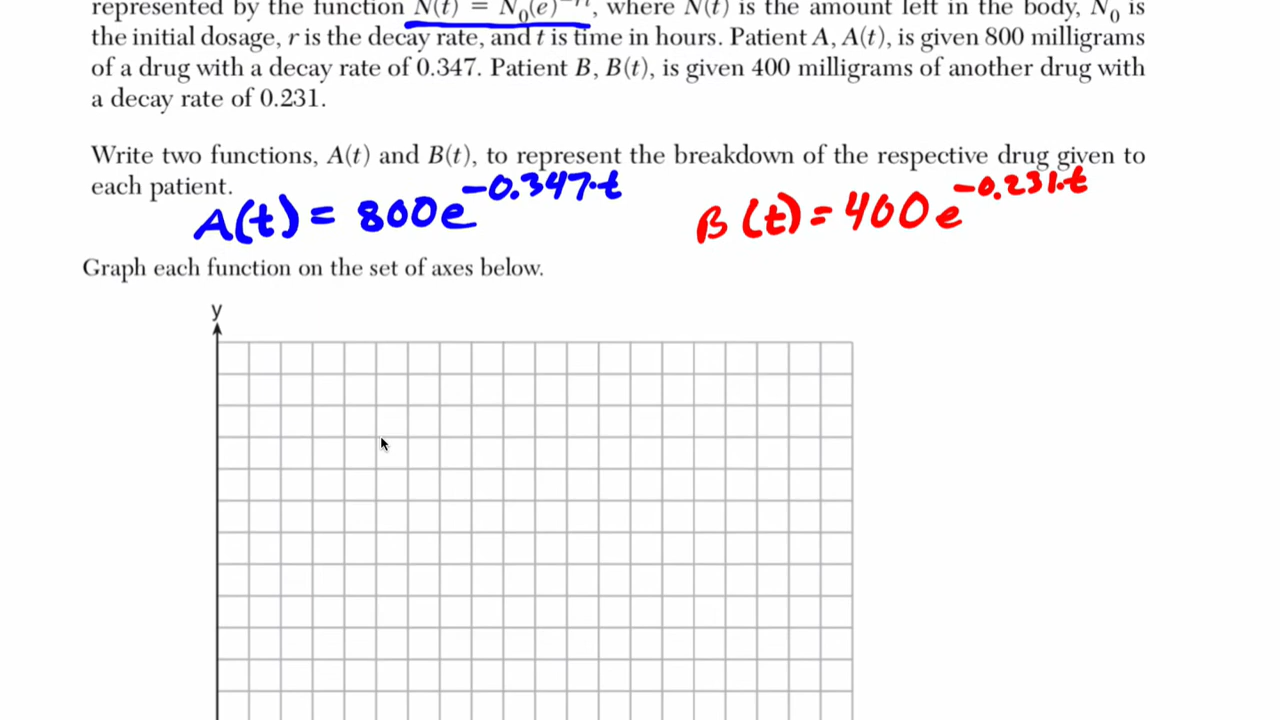 represented by the function N(t) = N₀(e)⁻ʳᵗ, where N(t) is the amount left in the body, N₀ is
the initial dosage, r is the decay rate, and t is time in hours. Patient A, A(t), is given 800 milligrams
of a drug with a decay rate of 0.347. Patient B, B(t), is given 400 milligrams of another drug with
a decay rate of 0.231.
Write two functions, A(t) and B(t), to represent the breakdown of the respective drug given to
each patient.
A(t) = 800e^-0.347·t
B(t) = 400e^-0.231·t
Graph each function on the set of axes below.
y